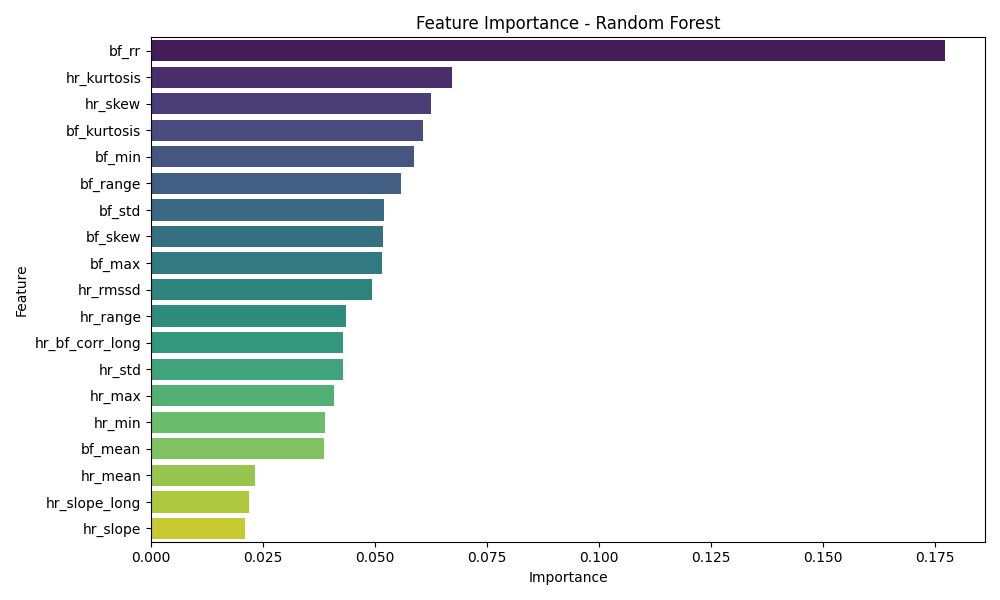 Feature Importance - Random Forest
Feature
bf_rr
hr_kurtosis
hr_skew
bf_kurtosis
bf_min
bf_range
bf_std
bf_skew
bf_max
hr_rmssd
hr_range
hr_bf_corr_long
hr_std
hr_max
hr_min
bf_mean
hr_mean
hr_slope_long
hr_slope
0.000 0.025 0.050 0.075 0.100 0.125 0.150 0.175
Importance